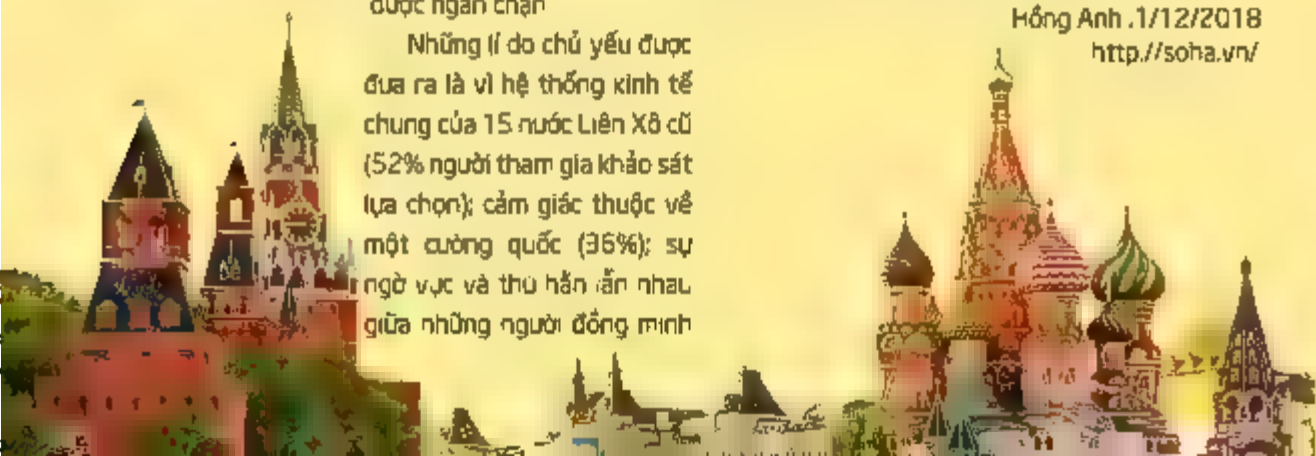 được ngăn chặn
Những lí do chủ yếu được
đưa ra là vì hệ thống kinh tế
chung của 15 nước Liên Xô cũ
(52% người tham gia khảo sát
lựa chọn); cảm giác thuộc về
một cường quốc (36%); sự
ngờ vực và thù hằn lẫn nhau
giữa những người đồng minh
Hồng Anh .1/12/2018
http://soha.vn/